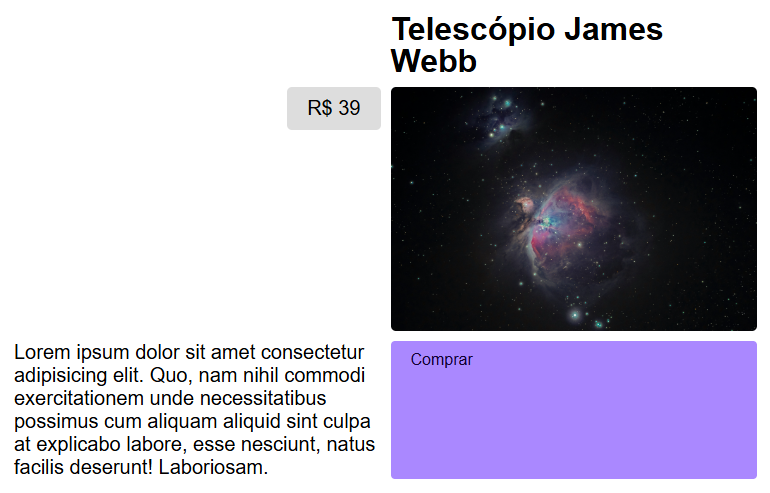 Telescópio James
Webb
R$ 39
Lorem ipsum dolor sit amet consectetur
adipisicing elit. Quo, nam nihil commodi
exercitationem unde necessitatibus
possimus cum aliquam aliquid sint culpa
at explicabo labore, esse nesciunt, natus
facilis deserunt! Laboriosam.
Comprar